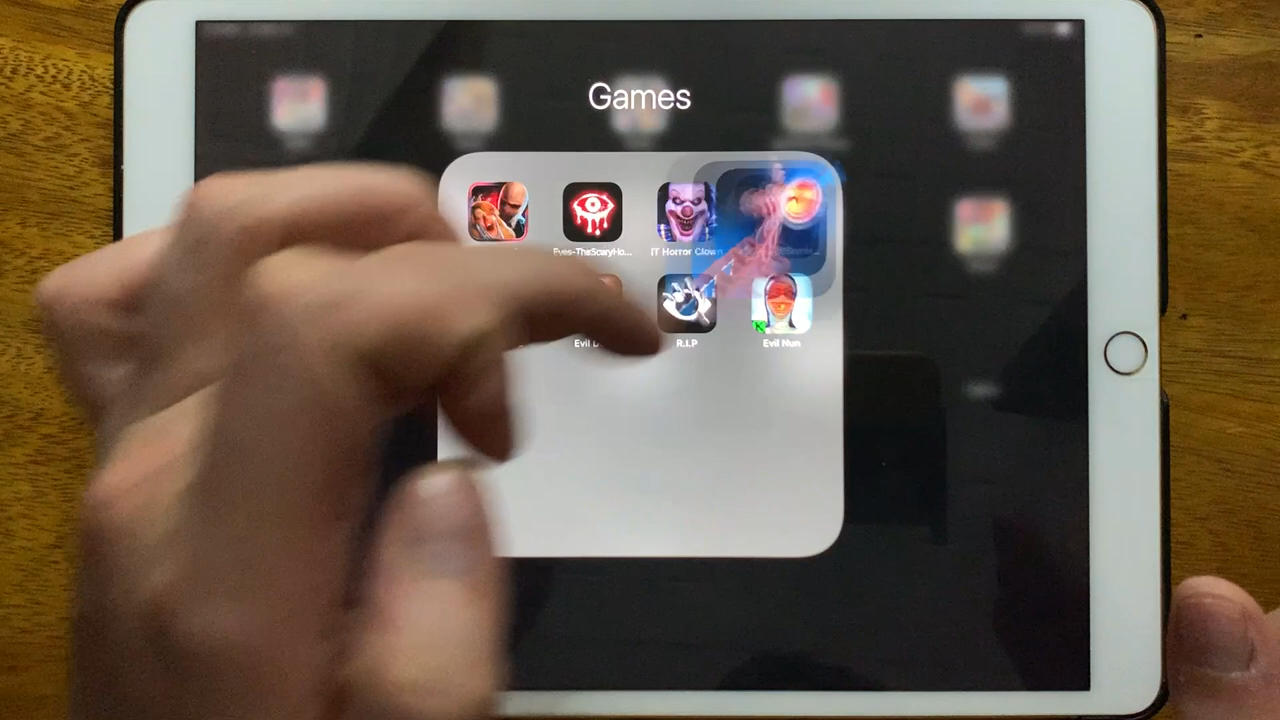 Games
Eyes-TheScaryHo...
IT Horror Clown
Evil
R.I.P
Evil Nun
K